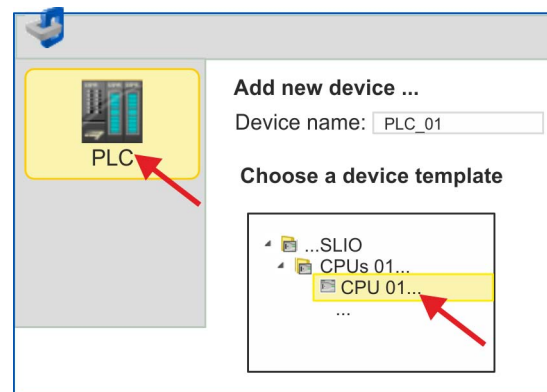 PLC
Add new device ...
Device name: PLC_01
Choose a device template
...SLIO
CPUs 01...
CPU 01...
...